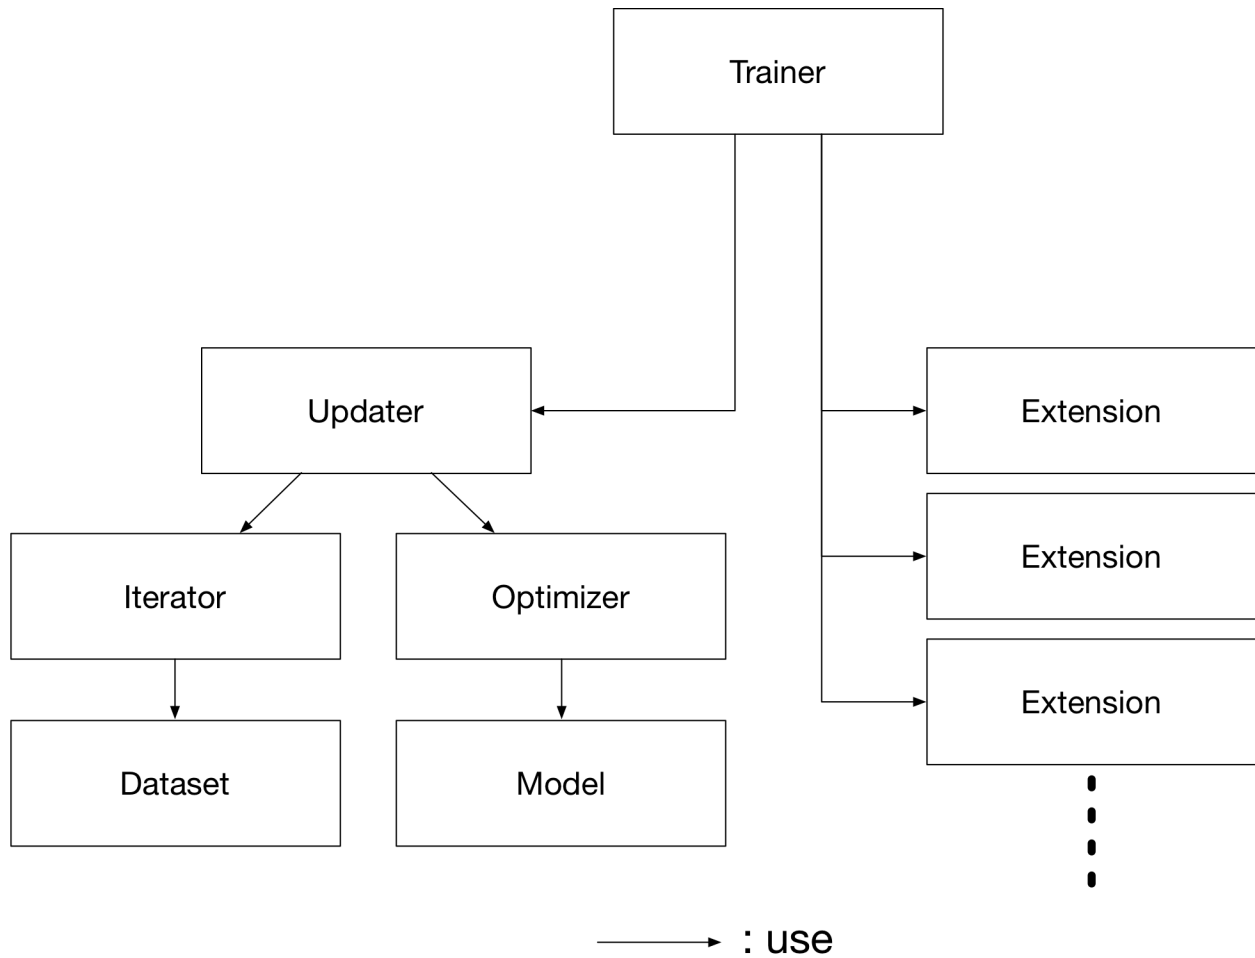 Trainer
Updater
Extension
Iterator
Optimizer
Extension
Extension
Dataset
Model
: use